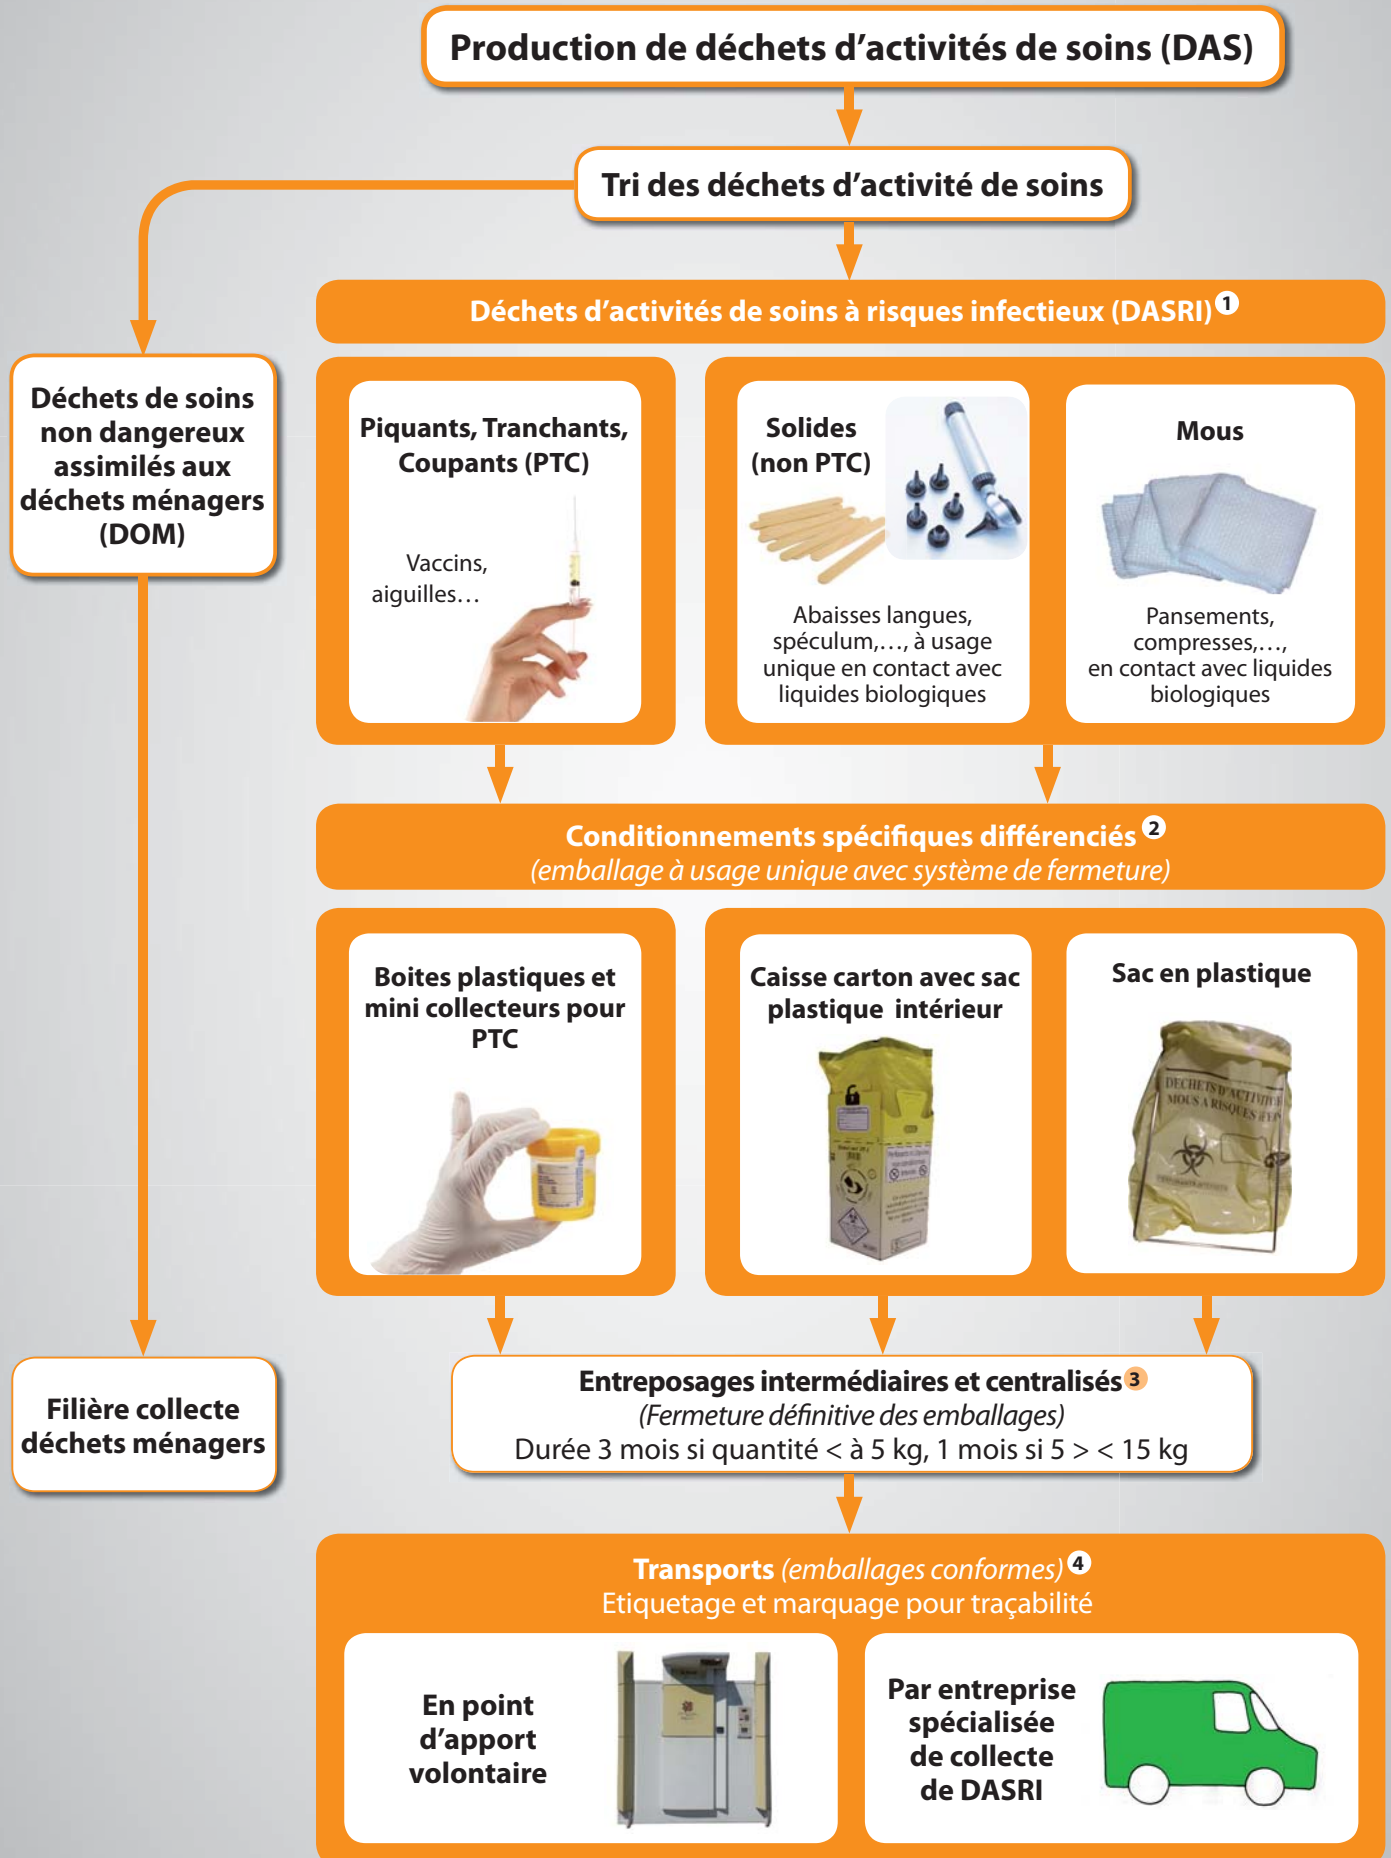 Production de déchets d’activités de soins (DAS)
Tri des déchets d’activité de soins
Déchets d’activités de soins à risques infectieux (DASRI) 1
Déchets de soins
non dangereux
assimilés aux
déchets ménagers
(DOM)
Piquants, Tranchants,
Coupants (PTC)
Vaccins,
aiguilles…
Solides
(non PTC)
Abaisses langues,
spéculum,…, à usage
unique en contact avec
liquides biologiques
Mous
Pansements,
compresses,…,
en contact avec liquides
biologiques
Conditionnements spécifiques différenciés 2
(emballage à usage unique avec système de fermeture)
Boites plastiques et
mini collecteurs pour
PTC
Caisse carton avec sac
plastique intérieur
Sac en plastique
DECHETS D'ACTIVITE
MOUS A RISQUES
Filière collecte
déchets ménagers
Entreposages intermédiaires et centralisés 3
(Fermeture définitive des emballages)
Durée 3 mois si quantité < à 5 kg, 1 mois si 5 > < 15 kg
Transports (emballages conformes) 4
Etiquetage et marquage pour traçabilité
En point
d’apport
volontaire
Par entreprise
spécialisée
de collecte
de DASRI